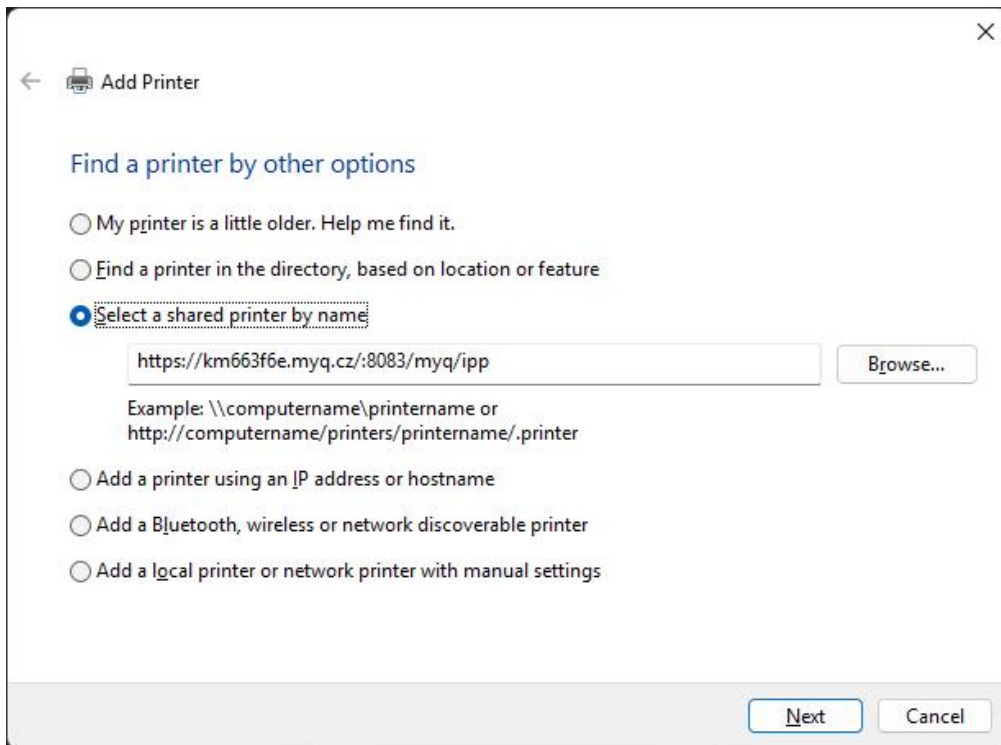 Add Printer
Find a printer by other options
My printer is a little older. Help me find it.
Find a printer in the directory, based on location or feature
Select a shared printer by name
https://km663f6e.myq.cz/:8083/myq/ipp
Browse...
Example: \\computername\printername or
http://computername/printers/printername/.printer
Add a printer using an IP address or hostname
Add a Bluetooth, wireless or network discoverable printer
Add a local printer or network printer with manual settings
Next
Cancel